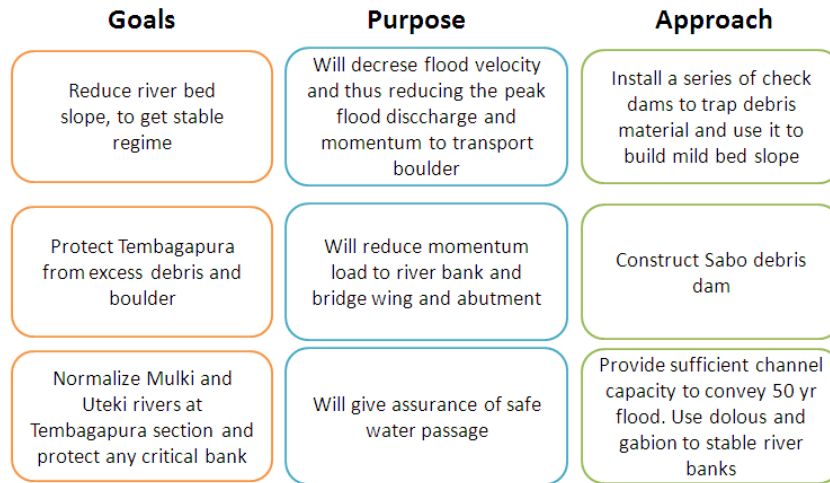 Goals
Purpose
Approach
Reduce river bed
slope, to get stable
regime
Will decrese flood velocity
and thus reducing the peak
flood disccharge and
momentum to transport
boulder
Install a series of check
dams to trap debris
material and use it to
build mild bed slope
Protect Tembagapura
from excess debris and
boulder
Will reduce momentum
load to river bank and
bridge wing and abutment
Construct Sabo debris
dam
Normalize Mulki and
Uteki rivers at
Tembagapura section and
protect any critical bank
Will give assurance of safe
water passage
Provide sufficient channel
capacity to convey 50 yr
flood. Use dolous and
gabion to stable river
banks